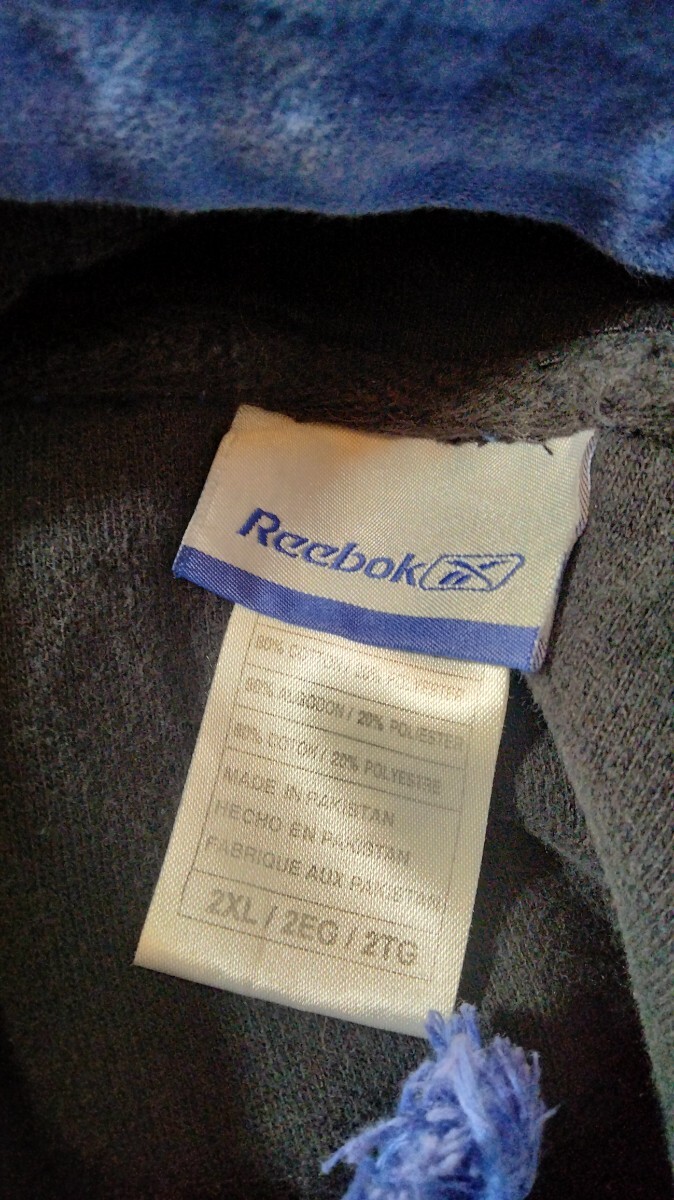 Reebok
80% COTTON / 20% POLYESTER
80% ALGODON / 20% POLIESTER
80% COTON / 20% POLYESTRE
MADE IN PAKISTAN
HECHO EN PAKISTAN
FABRIQUE AUX PAKISTAN
2XL / 2EG / 2TG